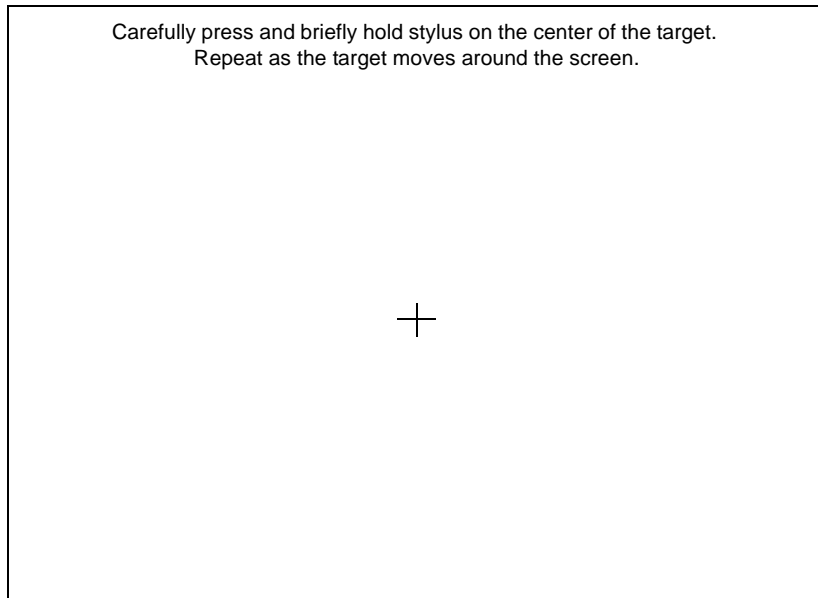 Carefully press and briefly hold stylus on the center of the target.
Repeat as the target moves around the screen.